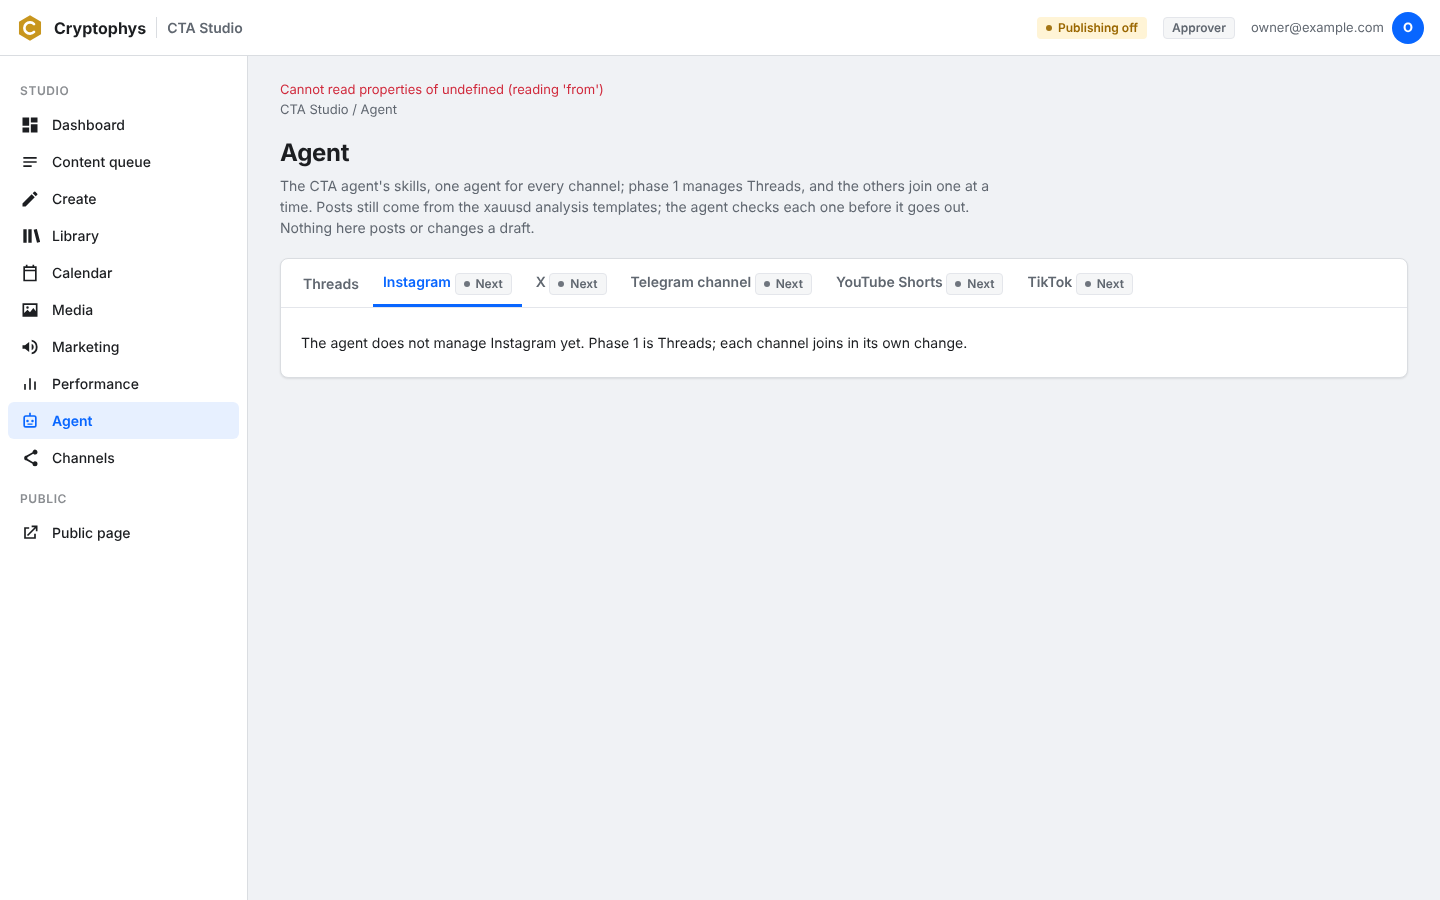 Cryptophys CTA Studio Publishing off Approver owner@example.com O
STUDIO
Dashboard
Content queue
Create
Library
Calendar
Media
Marketing
Performance
Agent
Channels
PUBLIC
Public page
Cannot read properties of undefined (reading 'from')
CTA Studio / Agent
Agent
The CTA agent's skills, one agent for every channel; phase 1 manages Threads, and the others join one at a
time. Posts still come from the xauusd analysis templates; the agent checks each one before it goes out.
Nothing here posts or changes a draft.
Threads Instagram Next X Next Telegram channel Next YouTube Shorts Next TikTok Next
The agent does not manage Instagram yet. Phase 1 is Threads; each channel joins in its own change.